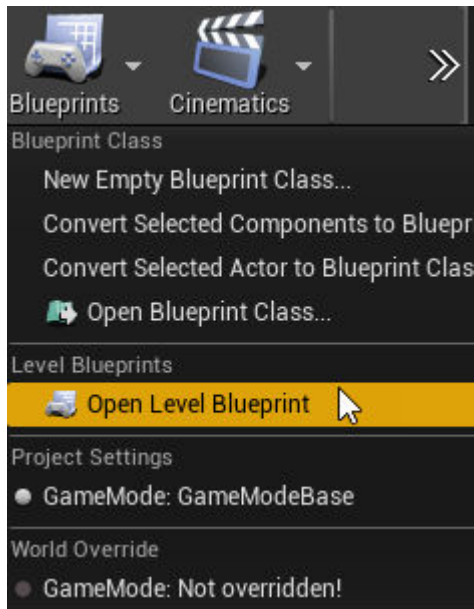 Blueprints Cinematics
Blueprint Class
New Empty Blueprint Class...
Convert Selected Components to Bluepr
Convert Selected Actor to Blueprint Clas
Open Blueprint Class...
Level Blueprints
Open Level Blueprint
Project Settings
GameMode: GameModeBase
World Override
GameMode: Not overridden!